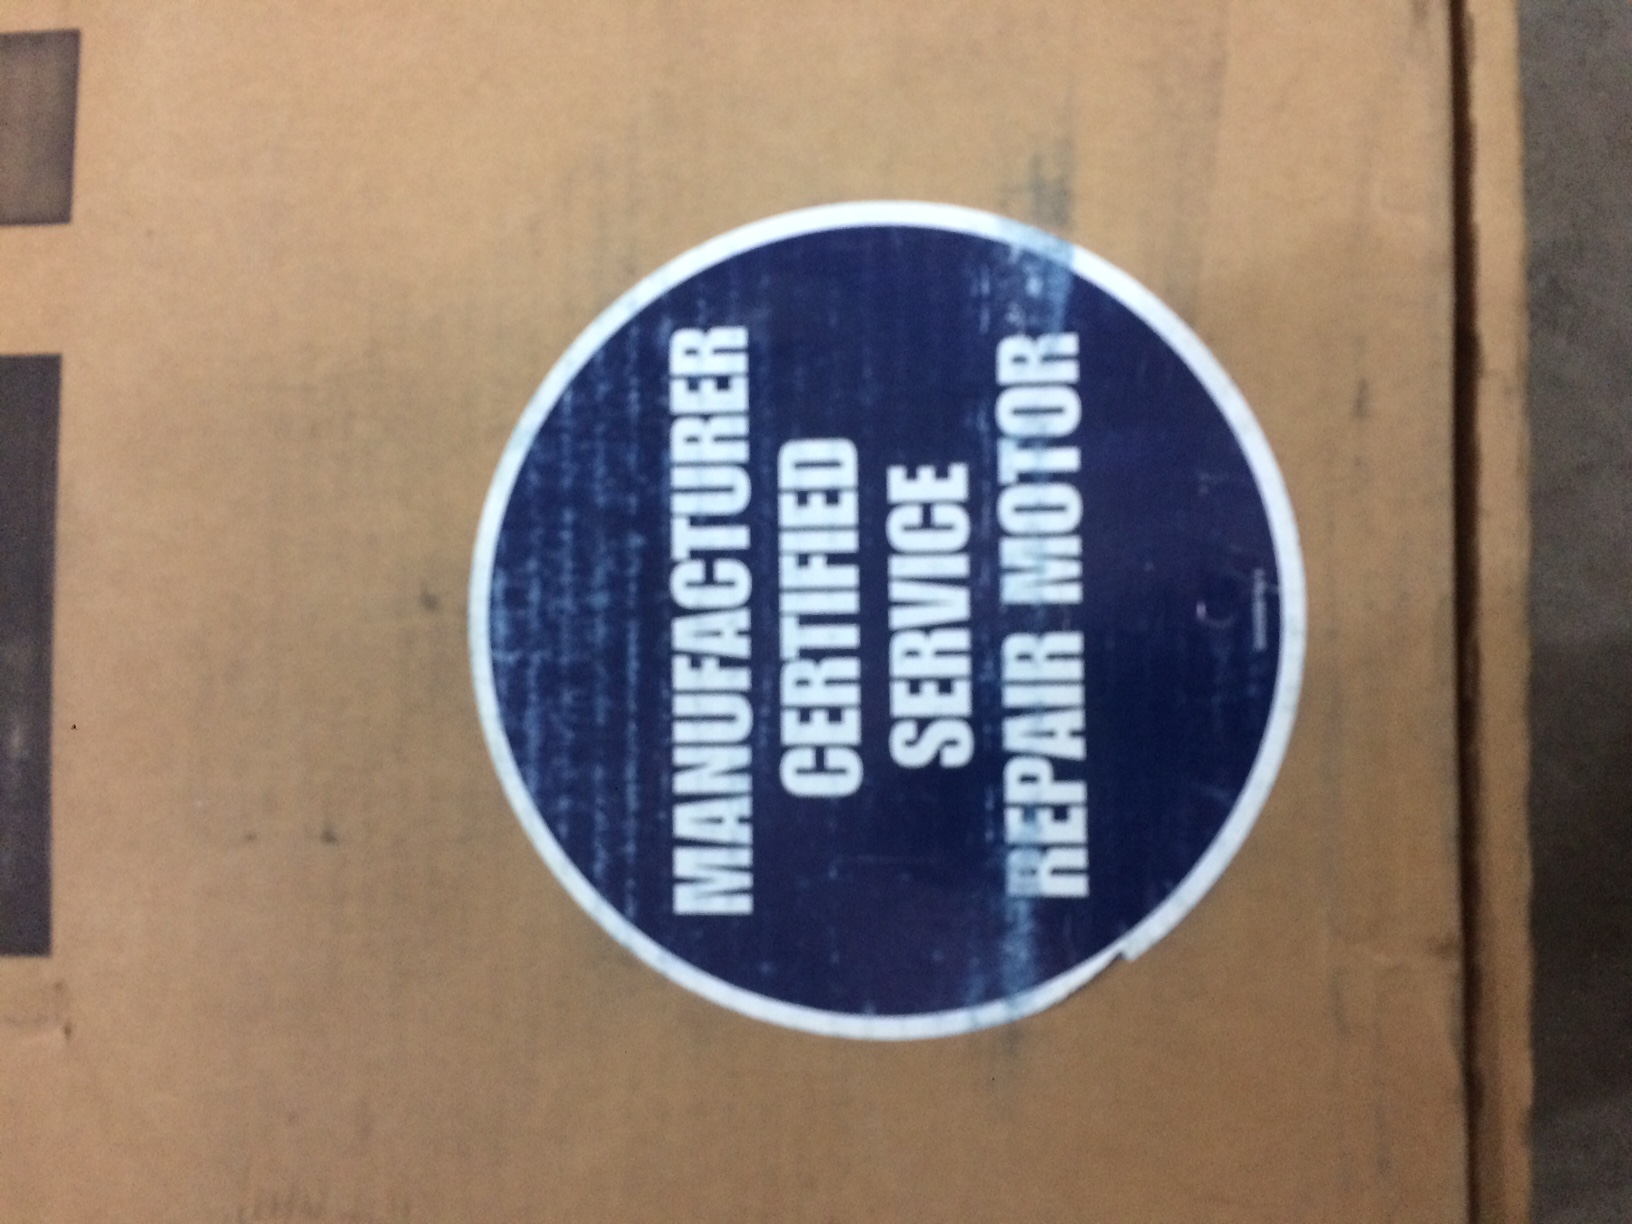 MANUFACTURER
CERTIFIED
SERVICE
REPAIR MOTOR